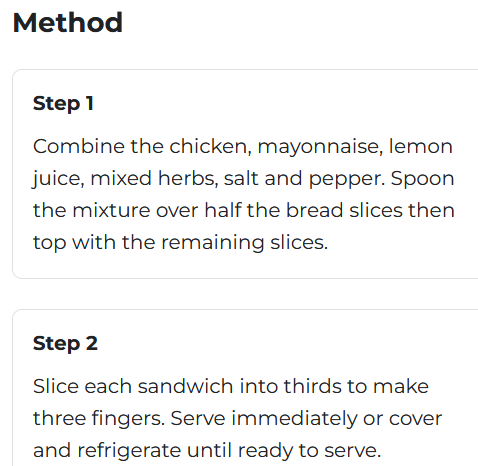 Method
Step 1
Combine the chicken, mayonnaise, lemon
juice, mixed herbs, salt and pepper. Spoon
the mixture over half the bread slices then
top with the remaining slices.
Step 2
Slice each sandwich into thirds to make
three fingers. Serve immediately or cover
and refrigerate until ready to serve.